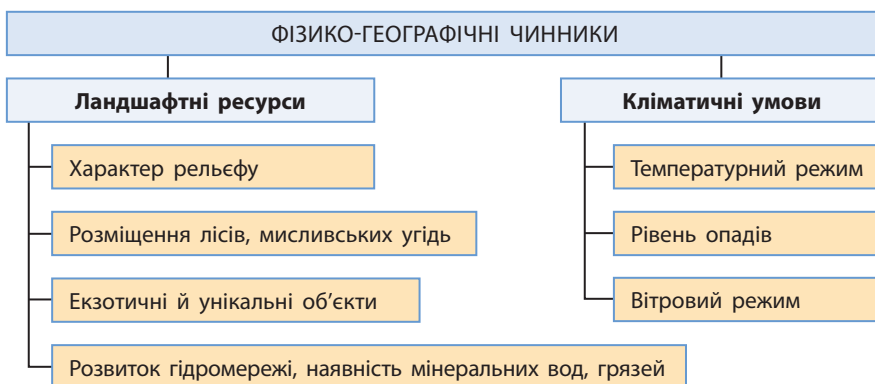 ФІЗИКО-ГЕОГРАФІЧНІ ЧИННИКИ
Ландшафтні ресурси
Характер рельєфу
Розміщення лісів, мисливських угідь
Екзотичні й унікальні об’єкти
Розвиток гідромережі, наявність мінеральних вод, грязей
Кліматичні умови
Температурний режим
Рівень опадів
Вітровий режим